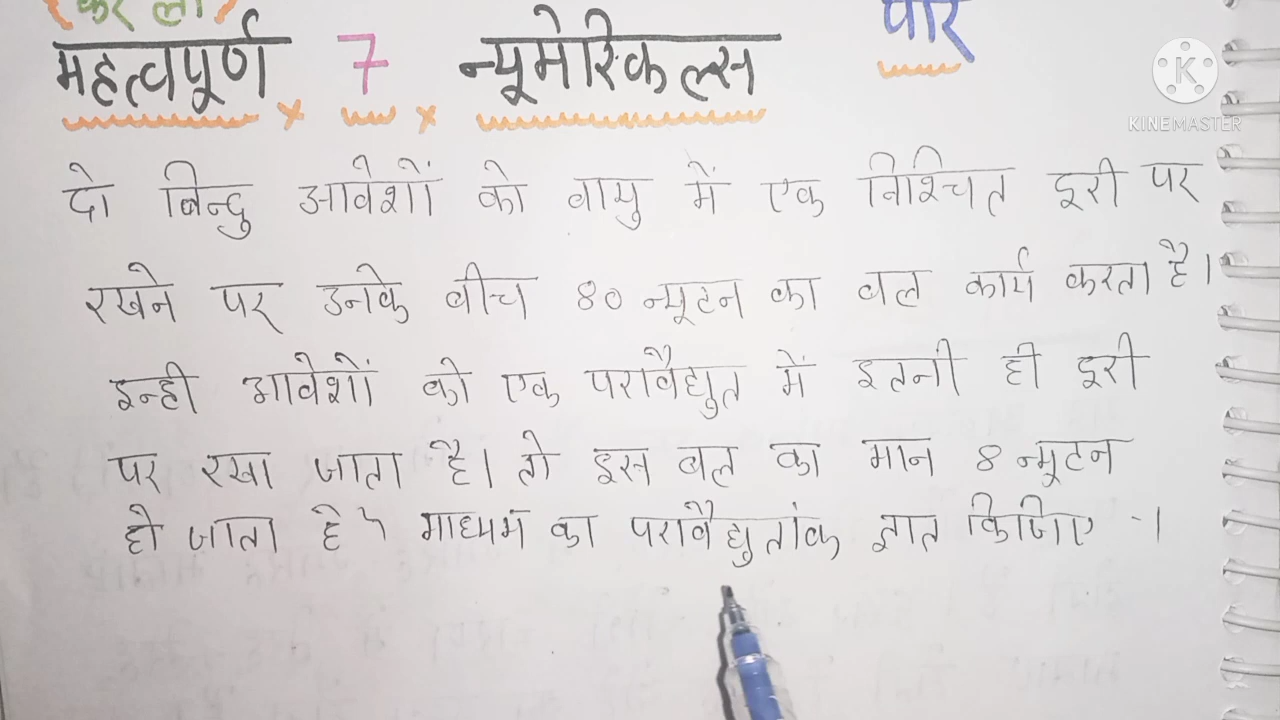 (कर लो)
पार
महत्वपूर्ण 7 न्यूमेरिकल्स
KINEMASTER
दो बिन्दु आवेशों को वायु में एक निश्चित दूरी पर
रखने पर उनके बीच 80 न्यूटन का बल कार्य करता है।
इन्ही आवेशों को एक परावैद्युत में इतनी ही दूरी
पर रखा जाता है। तो इस बल का मान 8 न्यूटन
हो जाता है, माध्यम का परावैद्युतांक ज्ञात किजिए -।